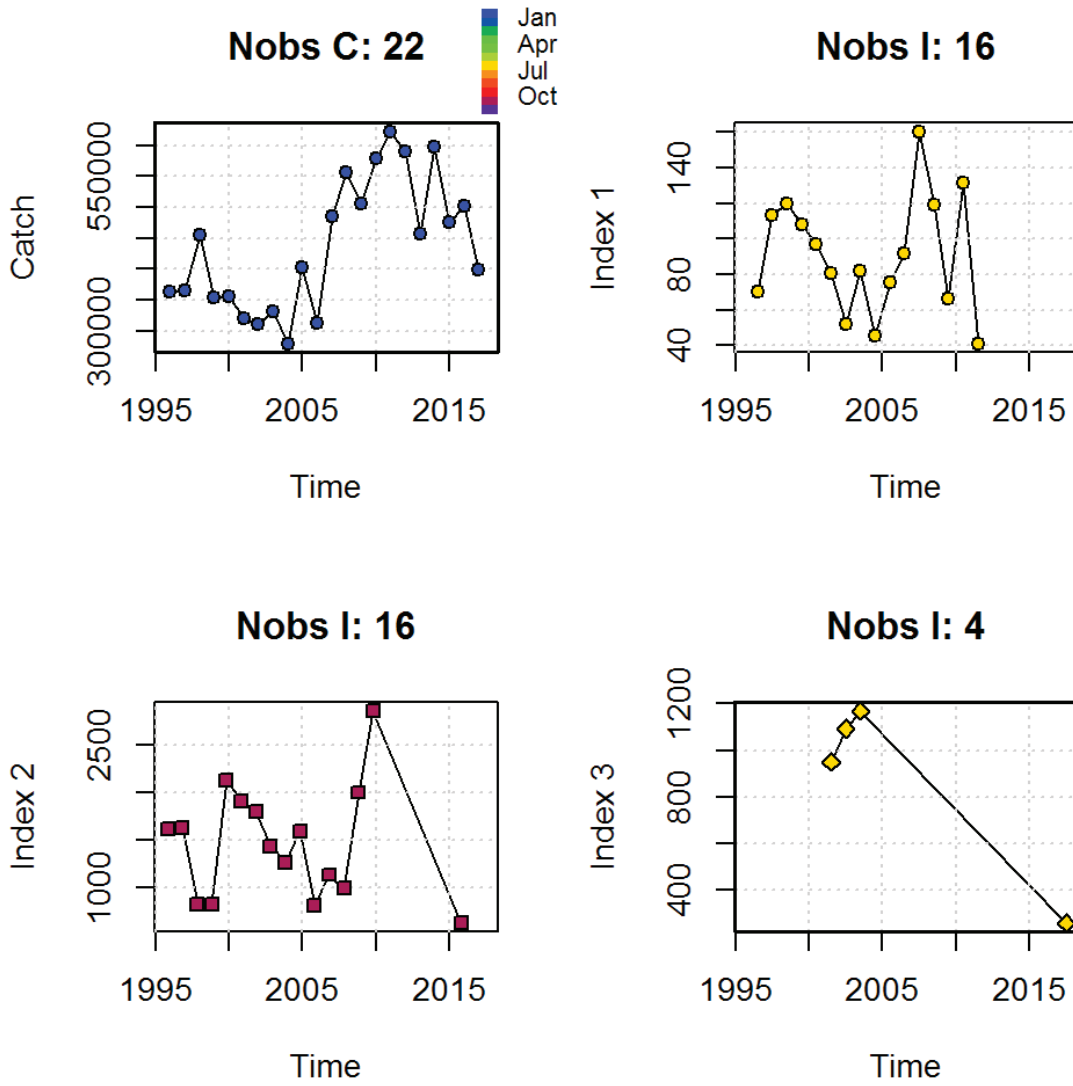 Nobs C: 22
Jan
Apr
Jul
Oct
Catch
300000
550000
1995
2005
2015
Time
Nobs I: 16
Index 1
40
80
140
1995
2005
2015
Time
Nobs I: 16
Index 2
1000
2500
1995
2005
2015
Time
Nobs I: 4
Index 3
400
800
1200
1995
2005
2015
Time